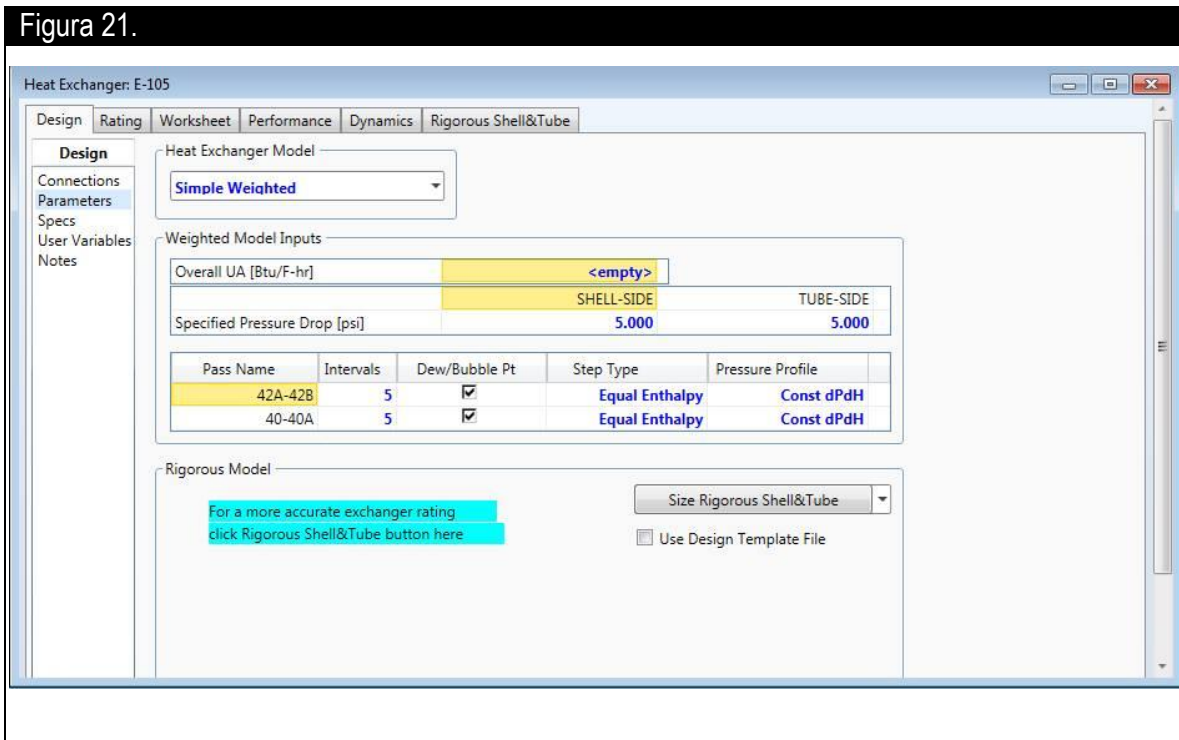 Figura 21.
Heat Exchanger: E-105
Design Rating Worksheet Performance Dynamics Rigorous Shell&Tube
Design
Connections
Parameters
Specs
User Variables
Notes
Heat Exchanger Model
Simple Weighted
Weighted Model Inputs
Overall UA [Btu/F-hr] <empty>
SHELL-SIDE TUBE-SIDE
Specified Pressure Drop [psi] 5.000 5.000
Pass Name Intervals Dew/Bubble Pt Step Type Pressure Profile
42A-42B 5 Equal Enthalpy Const dPdH
40-40A 5 Equal Enthalpy Const dPdH
Rigorous Model
For a more accurate exchanger rating
click Rigorous Shell&Tube button here
Size Rigorous Shell&Tube
Use Design Template File